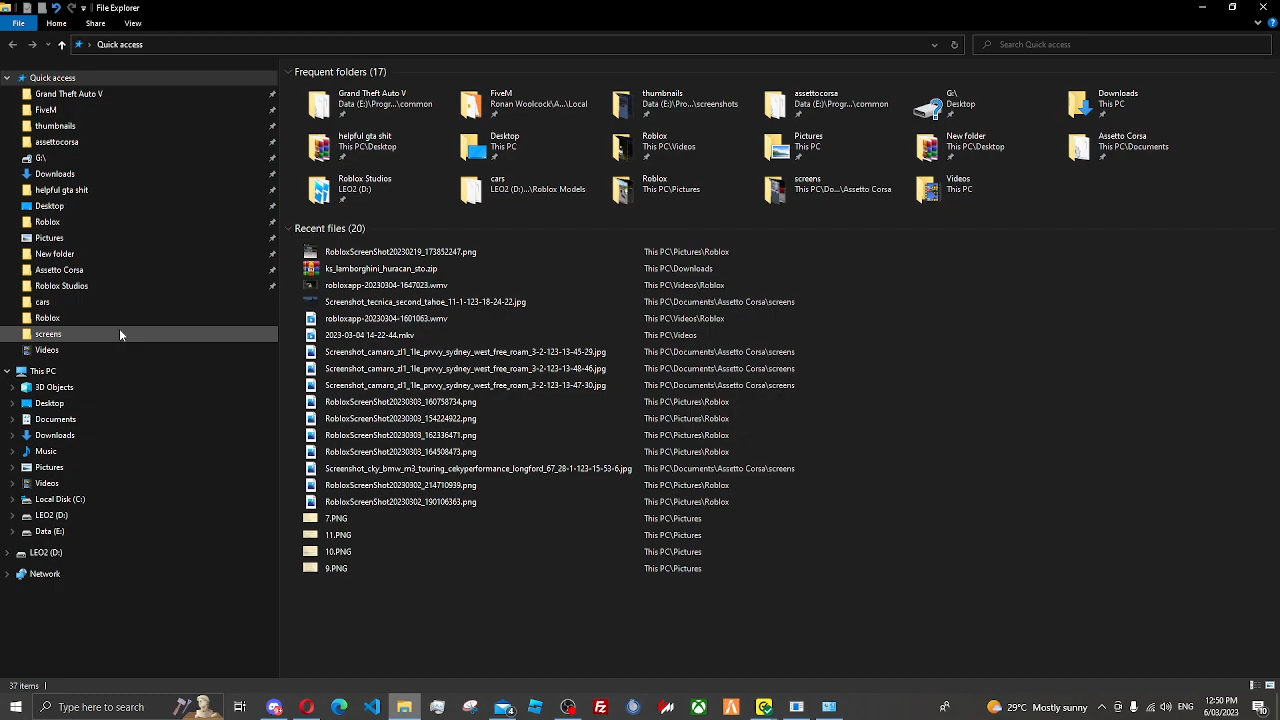 File Explorer
File Home Share View
Quick access
Search Quick access
Quick access
Grand Theft Auto V
FiveM
thumbnails
assettocorsa
G:\
Downloads
helpful gta shit
Desktop
Roblox
Pictures
New folder
Assetto Corsa
Roblox Studios
cars
Roblox
screens
Videos
This PC
3D Objects
Desktop
Documents
Downloads
Music
Pictures
Videos
Local Disk (C:)
LEO2 (D:)
Data (E:)
LEO2 (D:)
Network
Frequent folders (17)
Grand Theft Auto V
Data (E:)\Progr...\common
FiveM
Ronan Woolcock\A...\Local
thumbnails
Data (E:)\Pro...\screenshots
assettocorsa
Data (E:)\Progr...\common
G:\
Desktop
Downloads
This PC
helpful gta shit
This PC\Desktop
Desktop
This PC
Roblox
This PC\Videos
Pictures
This PC
New folder
This PC\Desktop
Assetto Corsa
This PC\Documents
Roblox Studios
LEO2 (D:)
cars
LEO2 (D:)...\Roblox Models
Roblox
This PC\Pictures
screens
This PC\Do...\Assetto Corsa
Videos
This PC
Recent files (20)
RobloxScreenShot20230219_173852247.png This PC\Pictures\Roblox
ks_lamborghini_huracan_sto.zip This PC\Downloads
robloxapp-20230304-1647023.wmv This PC\Videos\Roblox
Screenshot_tecnica_second_tahoe_11-1-123-18-24-22.jpg This PC\Documents\Assetto Corsa\screens
robloxapp-20230304-1601063.wmv This PC\Videos\Roblox
2023-03-04 14-22-44.mkv This PC\Videos
Screenshot_camaro_zl1_1le_prvvy_sydney_west_free_roam_3-2-123-13-45-29.jpg This PC\Documents\Assetto Corsa\screens
Screenshot_camaro_zl1_1le_prvvy_sydney_west_free_roam_3-2-123-13-48-46.jpg This PC\Documents\Assetto Corsa\screens
Screenshot_camaro_zl1_1le_prvvy_sydney_west_free_roam_3-2-123-13-47-30.jpg This PC\Documents\Assetto Corsa\screens
RobloxScreenShot20230303_160758734.png This PC\Pictures\Roblox
RobloxScreenShot20230303_154224922.png This PC\Pictures\Roblox
RobloxScreenShot20230303_162336471.png This PC\Pictures\Roblox
RobloxScreenShot20230303_164508473.png This PC\Pictures\Roblox
Screenshot_cky_bmw_m3_touring_cekyperformance_longford_67_28-1-123-15-53-6.jpg This PC\Documents\Assetto Corsa\screens
RobloxScreenShot20230302_214710939.png This PC\Pictures\Roblox
RobloxScreenShot20230302_190106363.png This PC\Pictures\Roblox
7.PNG This PC\Pictures
11.PNG This PC\Pictures
10.PNG This PC\Pictures
9.PNG This PC\Pictures
37 items
Type here to search
29°C Mostly sunny
12:50 PM
6/03/2023